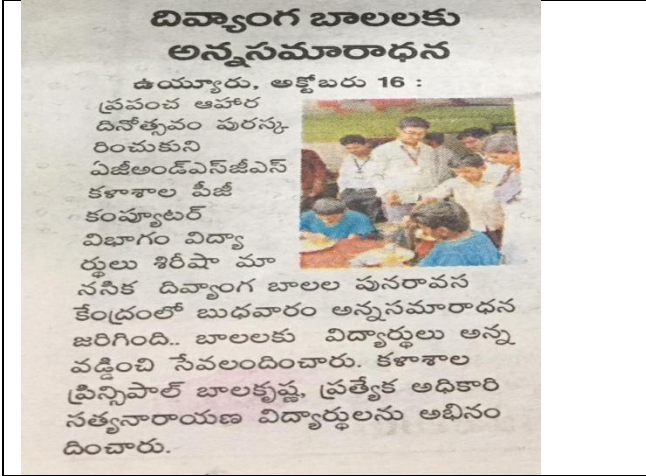 దివ్యాంగ బాలలకు
అన్నసమారాధన
ఉయ్యూరు, అక్టోబరు 16 :
ప్రపంచ ఆహార
దినోత్సవం పురస్క
రించుకుని
ఏజీఅండ్ఎస్జీఎస్
కళాశాల పీజీ
కంప్యూటర్
విభాగం విద్యా
ర్థులు శిరీషా మా
నసిక దివ్యాంగ బాలల పునరావస
కేంద్రంలో బుధవారం అన్నసమారాధన
జరిగింది.. బాలలకు విద్యార్థులు అన్న
వడ్డించి సేవలందించారు. కళాశాల
ప్రిన్సిపాల్ బాలకృష్ణ, ప్రత్యేక అధికారి
సత్యనారాయణ విద్యార్థులను అభినం
దించారు.